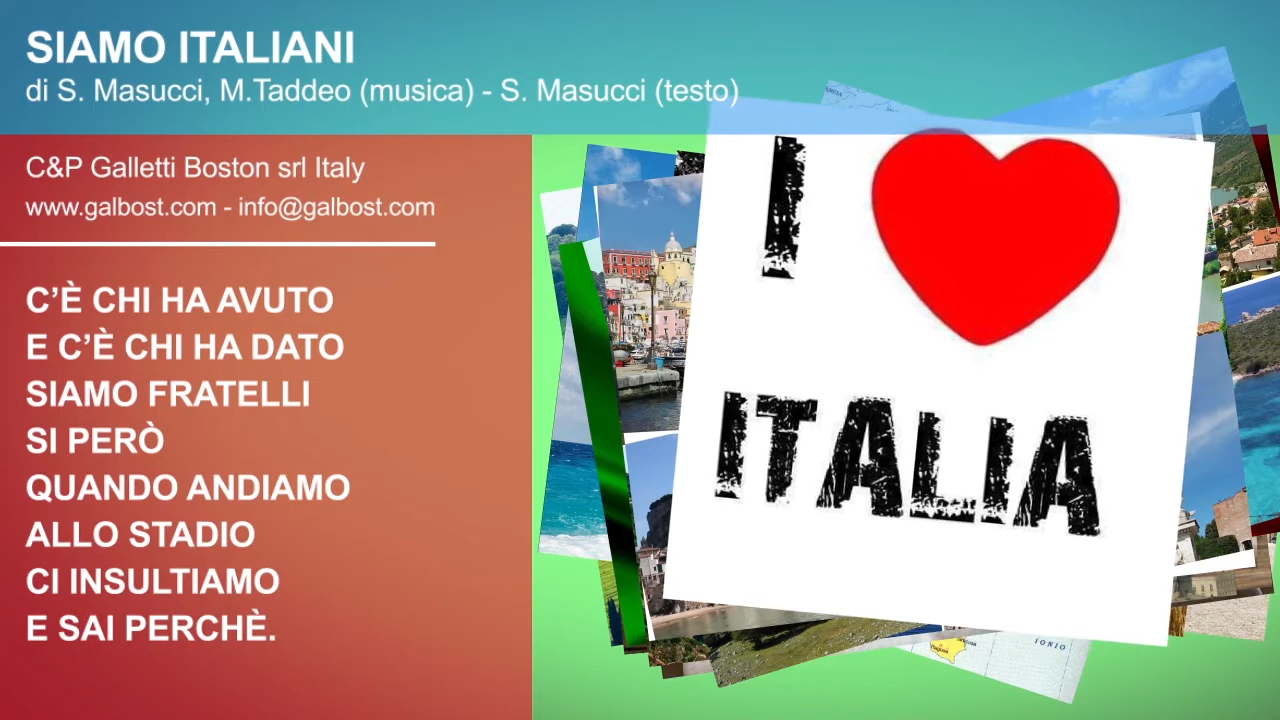 SIAMO ITALIANI
di S. Masucci, M.Taddeo (musica) - S. Masucci (testo)
C&P Galletti Boston srl Italy
www.galbost.com - info@galbost.com
C’È CHI HA AVUTO
E C’È CHI HA DATO
SIAMO FRATELLI
SI PERÒ
QUANDO ANDIAMO
ALLO STADIO
CI INSULTIAMO
E SAI PERCHÈ.
I
ITALIA
IONIO